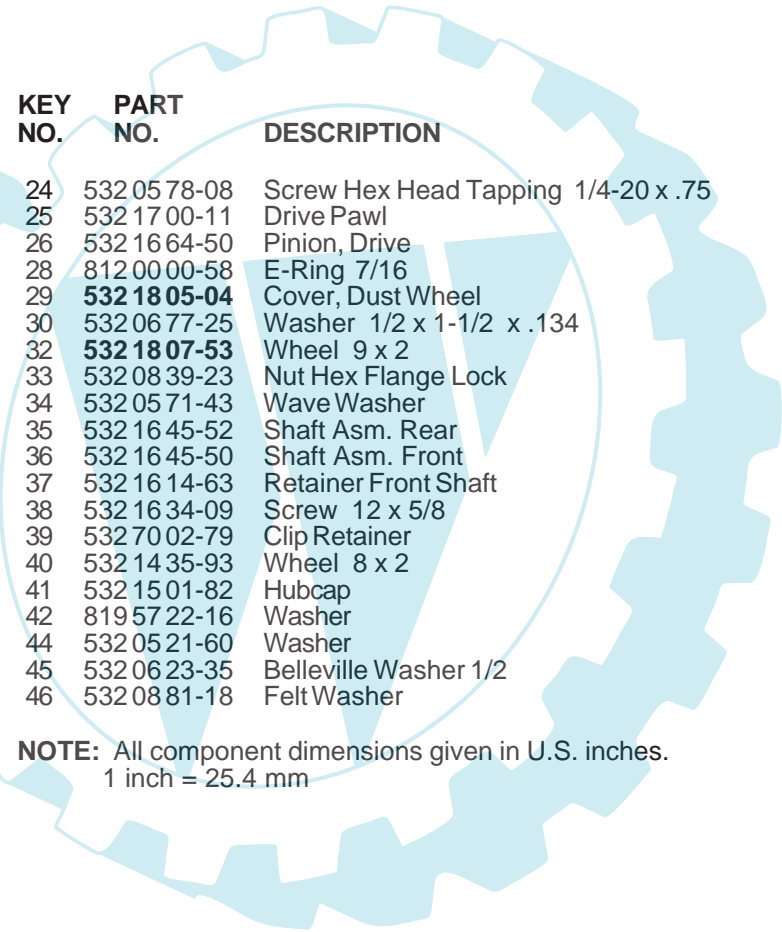 KEY PART
NO. NO. DESCRIPTION
24 532 05 78-08 Screw Hex Head Tapping 1/4-20 x .75
25 532 17 00-11 Drive Pawl
26 532 16 64-50 Pinion, Drive
28 812 00 00-58 E-Ring 7/16
29 532 18 05-04 Cover, Dust Wheel
30 532 06 77-25 Washer 1/2 x 1-1/2 x .134
32 532 18 07-53 Wheel 9 x 2
33 532 08 39-23 Nut Hex Flange Lock
34 532 05 71-43 Wave Washer
35 532 16 45-52 Shaft Asm. Rear
36 532 16 45-50 Shaft Asm. Front
37 532 16 14-63 Retainer Front Shaft
38 532 16 34-09 Screw 12 x 5/8
39 532 70 02-79 Clip Retainer
40 532 14 35-93 Wheel 8 x 2
41 532 15 01-82 Hubcap
42 819 57 22-16 Washer
44 532 05 21-60 Washer
45 532 06 23-35 Belleville Washer 1/2
46 532 08 81-18 Felt Washer
NOTE: All component dimensions given in U.S. inches.
1 inch = 25.4 mm